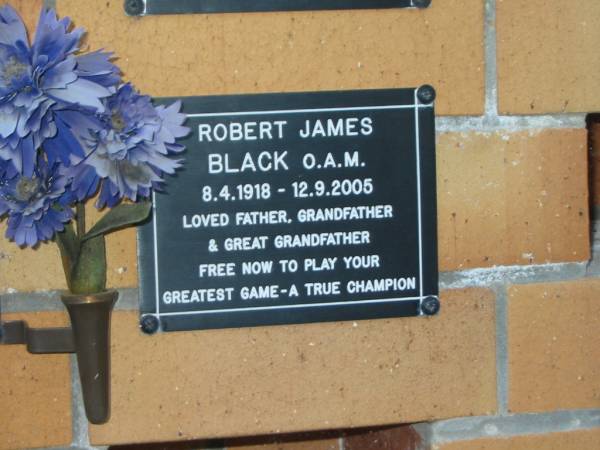 ROBERT JAMES
BLACK O.A.M.
8.4.1918 - 12.9.2005
LOVED FATHER, GRANDFATHER
& GREAT GRANDFATHER
FREE NOW TO PLAY YOUR
GREATEST GAME - A TRUE CHAMPION